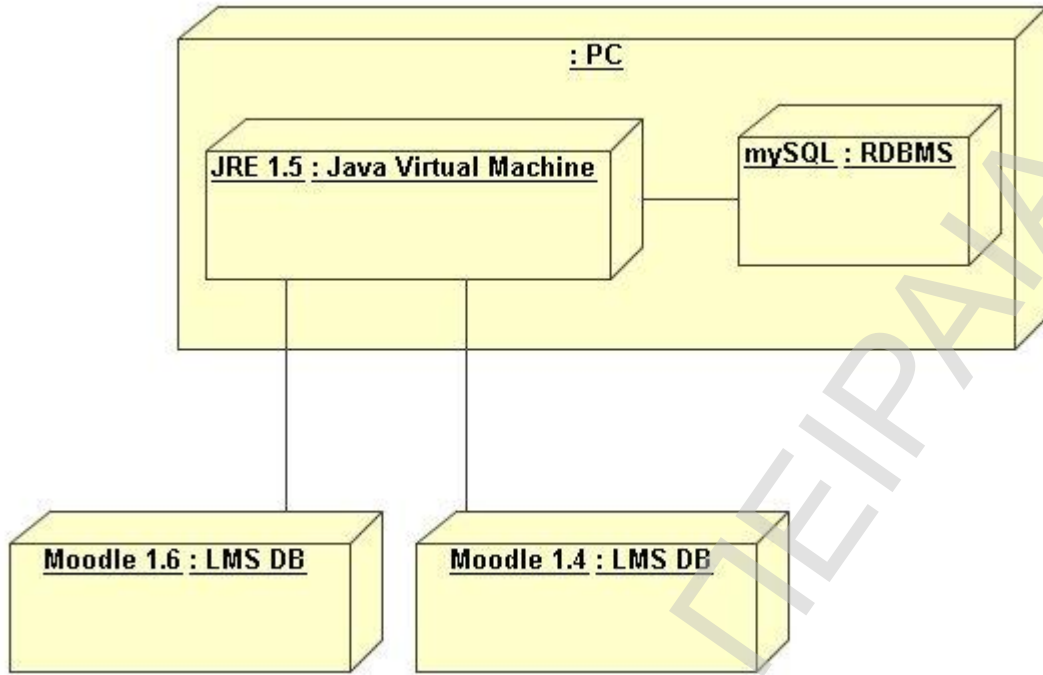 : PC
JRE 1.5 : Java Virtual Machine
mySQL : RDBMS
Moodle 1.6 : LMS DB
Moodle 1.4 : LMS DB
ΠΕΙΡΑΙΑ